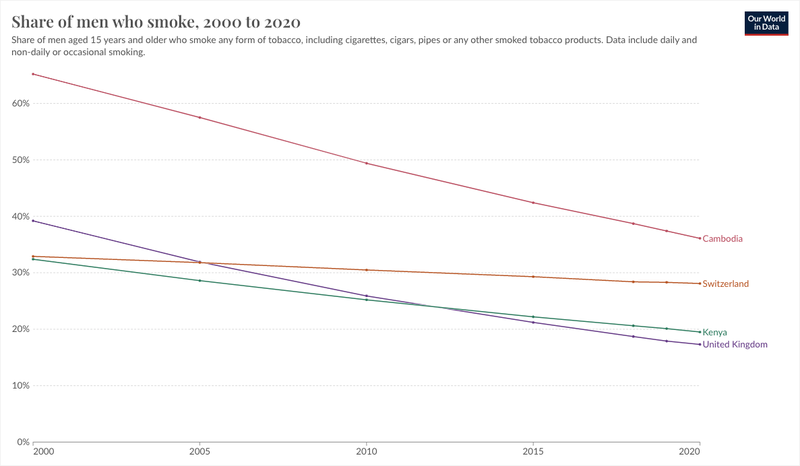 Share of men who smoke, 2000 to 2020
Our World
in Data
Share of men aged 15 years and older who smoke any form of tobacco, including cigarettes, cigars, pipes or any other smoked tobacco products. Data include daily and
non-daily or occasional smoking.
60%
50%
40%
30%
20%
10%
0%
Cambodia
Switzerland
Kenya
United Kingdom
2000
2005
2010
2015
2020